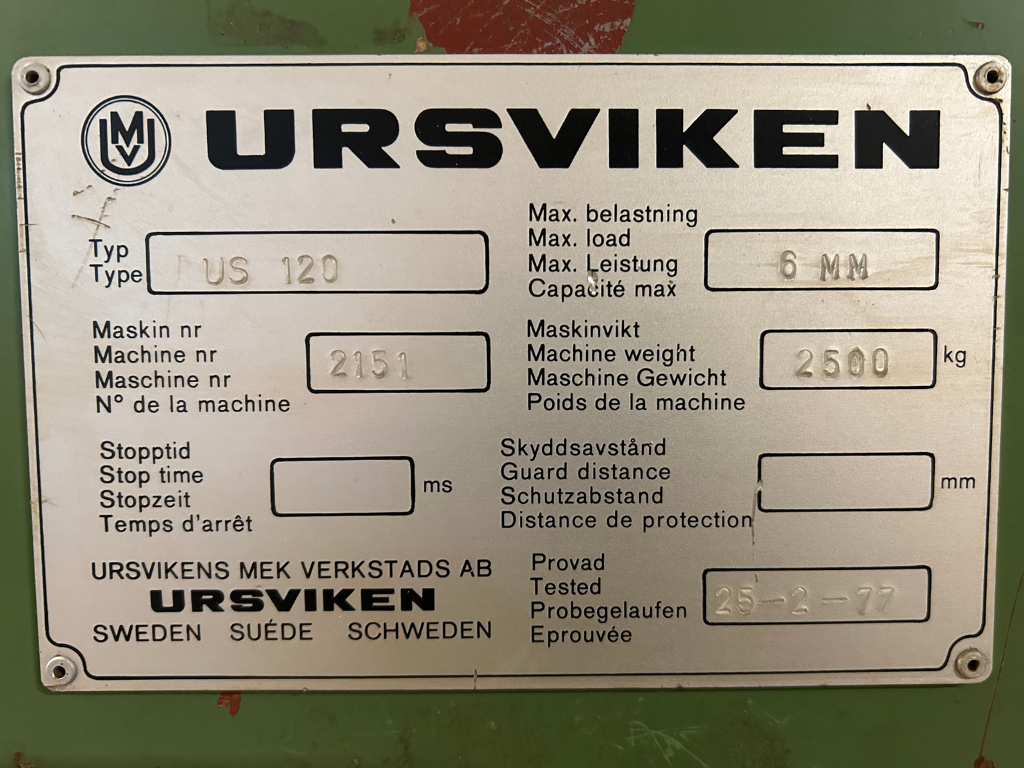 UMV URSVIKEN
Typ
Type US 120
Max. belastning
Max. load
Max. Leistung
Capacité max 6 MM
Maskin nr
Machine nr
Maschine nr
N° de la machine 2151
Maskinvikt
Machine weight
Maschine Gewicht
Poids de la machine 2500 kg
Stopptid
Stop time
Stopzeit
Temps d'arrêt ms
Skyddsavstånd
Guard distance
Schutzabstand
Distance de protection mm
URSVIKENS MEK VERKSTADS AB
URSVIKEN
SWEDEN SUÉDE SCHWEDEN
Provad
Tested
Probegelaufen
Eprouvée 25-2-77